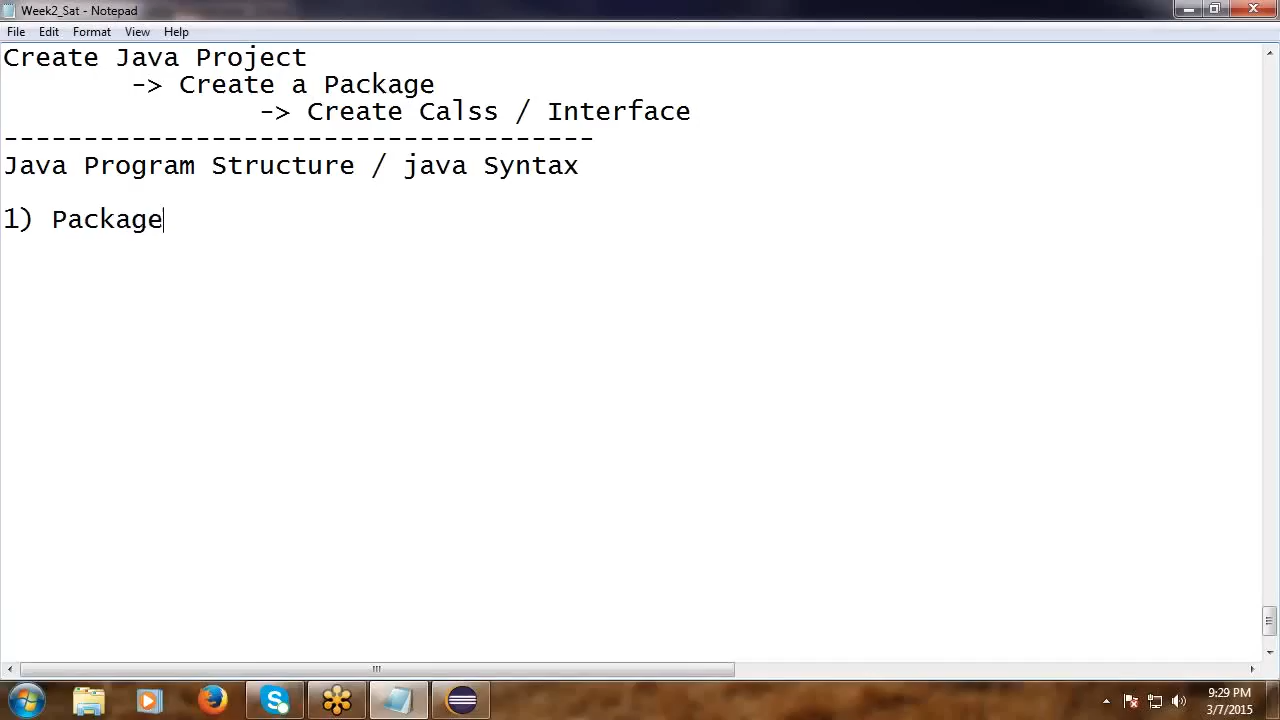 Week2_Sat - Notepad
File Edit Format View Help
Create Java Project
-> Create a Package
-> Create Calss / Interface
-------------------------------------
Java Program Structure / java Syntax
1) Package
9:29 PM
3/7/2015